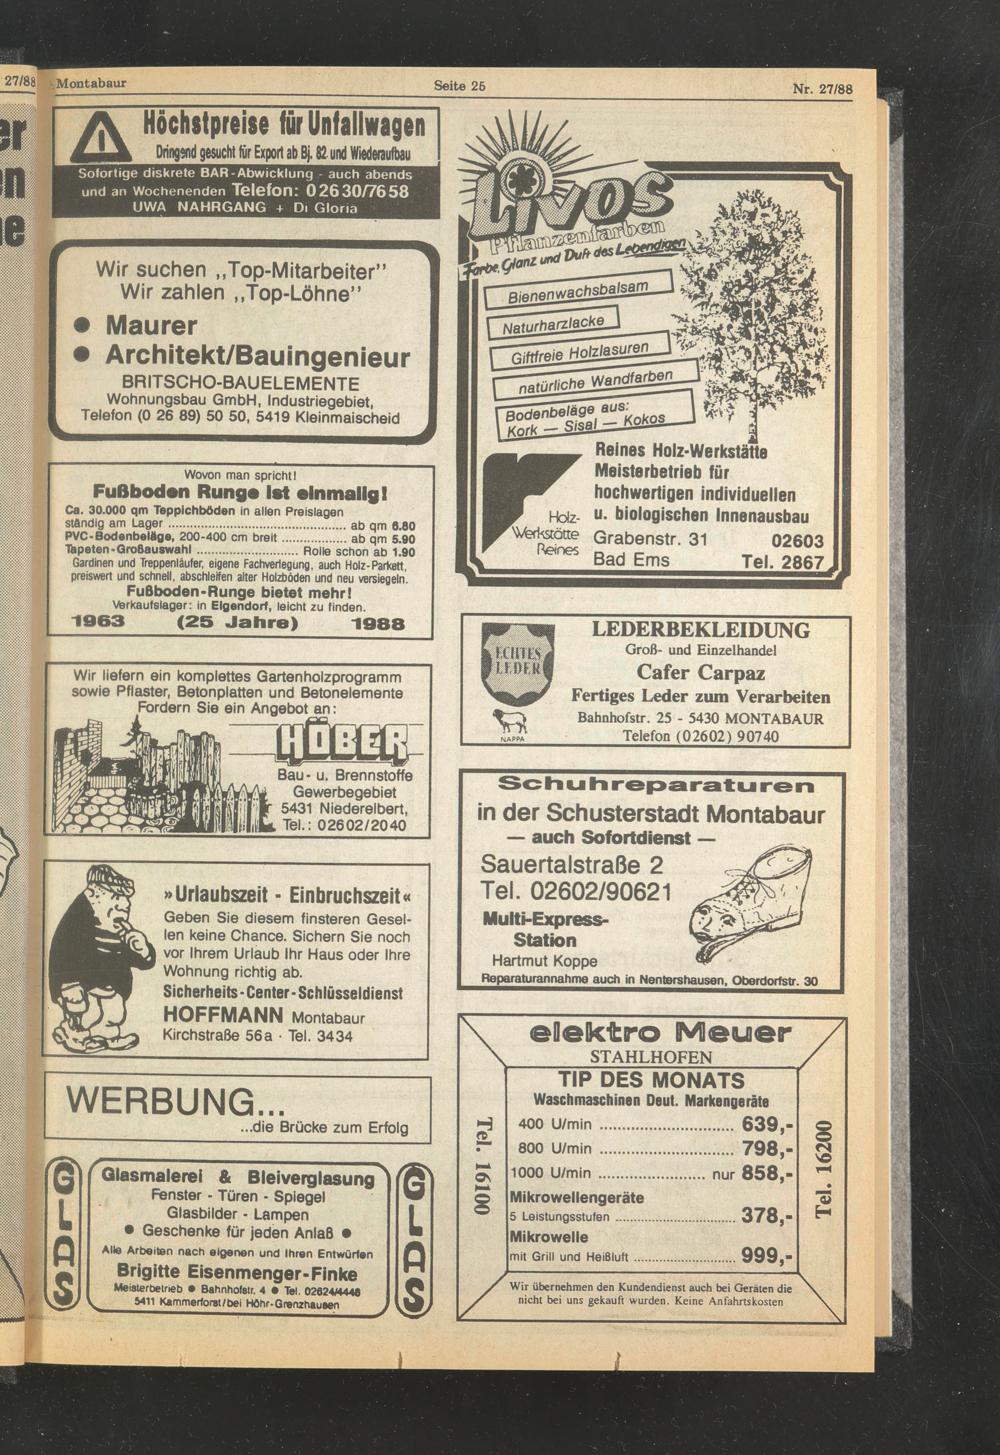 27/88
er
en
ne
Montabaur
Seite 25
Nr. 27/88
Höchstpreise für Unfallwagen
Dringend gesucht für Export ab Bj. 82 und Wiederaufbau
Sofortige diskrete BAR-Abwicklung - auch abends
und an Wochenenden Telefon: 02630/7658
UWA NAHRGANG + Di Gloria
Wir suchen ,,Top-Mitarbeiter''
Wir zahlen ,,Top-Löhne''
● Maurer
● Architekt/Bauingenieur
BRITSCHO-BAUELEMENTE
Wohnungsbau GmbH, Industriegebiet,
Telefon (0 26 89) 50 50, 5419 Kleinmaischeid
Wovon man spricht!
Fußboden Runge ist einmalig!
Ca. 30.000 qm Teppichböden in allen Preislagen
ständig am Lager ........................................ ab qm 6.80
PVC-Bodenbeläge, 200-400 cm breit ............... ab qm 5.90
Tapeten-Großauswahl ........................ Rolle schon ab 1.90
Gardinen und Treppenläufer, eigene Fachverlegung, auch Holz-Parkett,
preiswert und schnell, abschleifen alter Holzböden und neu versiegeln.
Fußboden-Runge bietet mehr!
Verkaufslager: in Elgendorf, leicht zu finden.
1963 (25 Jahre) 1988
Wir liefern ein komplettes Gartenholzprogramm
sowie Pflaster, Betonplatten und Betonelemente
Fordern Sie ein Angebot an:
HÖBER
Bau- u. Brennstoffe
Gewerbegebiet
5431 Niederelbert,
Tel.: 02602/2040
»Urlaubszeit - Einbruchszeit«
Geben Sie diesem finsteren Gesel-
len keine Chance. Sichern Sie noch
vor Ihrem Urlaub Ihr Haus oder Ihre
Wohnung richtig ab.
Sicherheits-Center-Schlüsseldienst
HOFFMANN Montabaur
Kirchstraße 56a · Tel. 3434
WERBUNG...
...die Brücke zum Erfolg
GLAS
Glasmalerei & Bleiverglasung
Fenster - Türen - Spiegel
Glasbilder - Lampen
● Geschenke für jeden Anlaß ●
Alle Arbeiten nach eigenen und Ihren Entwürfen
Brigitte Eisenmenger-Finke
Meisterbetrieb ● Bahnhofstr. 4 ● Tel. 02624/4448
5411 Kammerforst/bei Höhr-Grenzhausen
GLAS
Livos
Pflanzenfarben
Farbe, Glanz und Duft des Lebendigen
Bienenwachsbalsam
Naturharzlacke
Giftfreie Holzlasuren
natürliche Wandfarben
Bodenbeläge aus:
Kork — Sisal — Kokos
Holz-
Werkstätte
Reines
Reines Holz-Werkstätte
Meisterbetrieb für
hochwertigen individuellen
u. biologischen Innenausbau
Grabenstr. 31 02603
Bad Ems Tel. 2867
ECHTES
LEDER
NAPPA
LEDERBEKLEIDUNG
Groß- und Einzelhandel
Cafer Carpaz
Fertiges Leder zum Verarbeiten
Bahnhofstr. 25 - 5430 MONTABAUR
Telefon (02602) 90740
Schuhreparaturen
in der Schusterstadt Montabaur
— auch Sofortdienst —
Sauertalstraße 2
Tel. 02602/90621
Multi-Express-
Station
Hartmut Koppe
Reparaturannahme auch in Nentershausen, Oberdorfstr. 30
elektro Meuer
STAHLHOFEN
TIP DES MONATS
Waschmaschinen Deut. Markengeräte
400 U/min .............................. 639,-
800 U/min .............................. 798,-
1000 U/min ........................ nur 858,-
Mikrowellengeräte
5 Leistungsstufen ........................... 378,-
Mikrowelle
mit Grill und Heißluft ....................... 999,-
Tel. 16100
Tel. 16200
Wir übernehmen den Kundendienst auch bei Geräten die
nicht bei uns gekauft wurden. Keine Anfahrtskosten